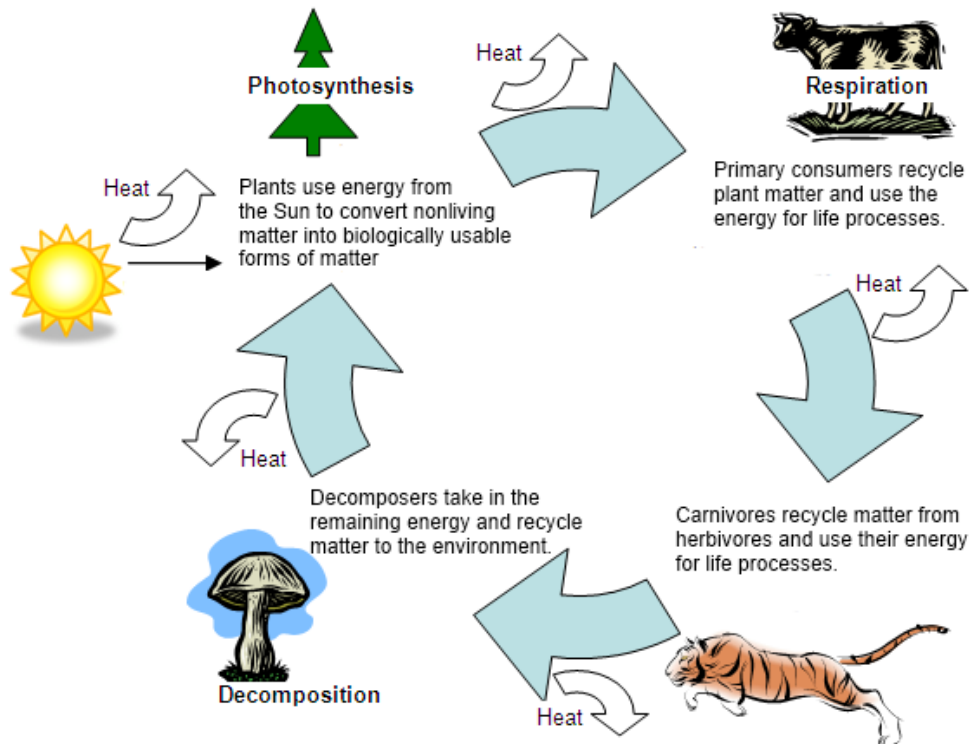 Heat
Photosynthesis
Respiration
Heat
Plants use energy from
the Sun to convert nonliving
matter into biologically usable
forms of matter
Primary consumers recycle
plant matter and use the
energy for life processes.
Heat
Heat
Decomposers take in the
remaining energy and recycle
matter to the environment.
Carnivores recycle matter from
herbivores and use their energy
for life processes.
Decomposition
Heat